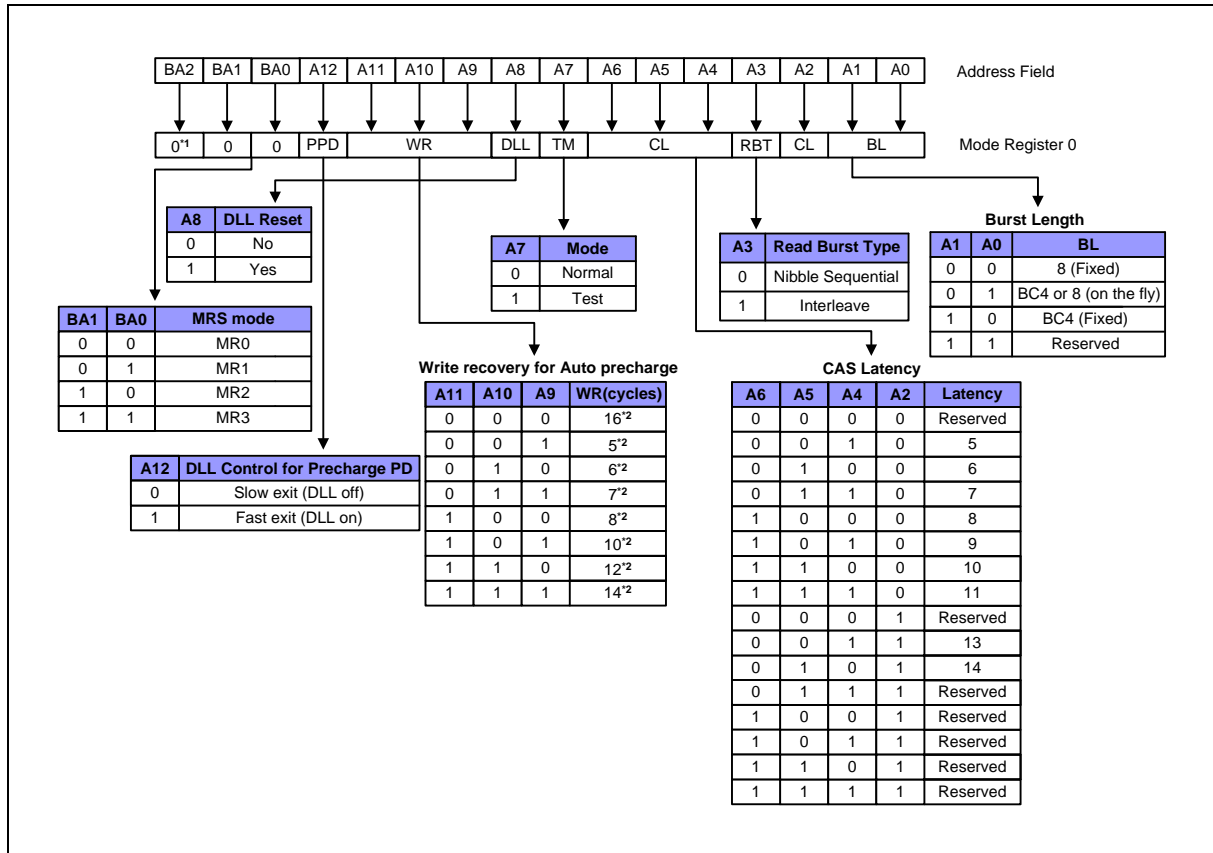 BA2 BA1 BA0 A12 A11 A10 A9 A8 A7 A6 A5 A4 A3 A2 A1 A0 Address Field
0*1 0 0 PPD WR DLL TM CL RBT CL BL Mode Register 0
A8 DLL Reset
0 No
1 Yes
A7 Mode
0 Normal
1 Test
A3 Read Burst Type
0 Nibble Sequential
1 Interleave
Burst Length
A1 A0 BL
0 0 8 (Fixed)
0 1 BC4 or 8 (on the fly)
1 0 BC4 (Fixed)
1 1 Reserved
BA1 BA0 MRS mode
0 0 MR0
0 1 MR1
1 0 MR2
1 1 MR3
A12 DLL Control for Precharge PD
0 Slow exit (DLL off)
1 Fast exit (DLL on)
Write recovery for Auto precharge
A11 A10 A9 WR(cycles)
0 0 0 16*2
0 0 1 5*2
0 1 0 6*2
0 1 1 7*2
1 0 0 8*2
1 0 1 10*2
1 1 0 12*2
1 1 1 14*2
CAS Latency
A6 A5 A4 A2 Latency
0 0 0 0 Reserved
0 0 1 0 5
0 1 0 0 6
0 1 1 0 7
1 0 0 0 8
1 0 1 0 9
1 1 0 0 10
1 1 1 0 11
0 0 0 1 Reserved
0 0 1 1 13
0 1 0 1 14
0 1 1 1 Reserved
1 0 0 1 Reserved
1 0 1 1 Reserved
1 1 0 1 Reserved
1 1 1 1 Reserved